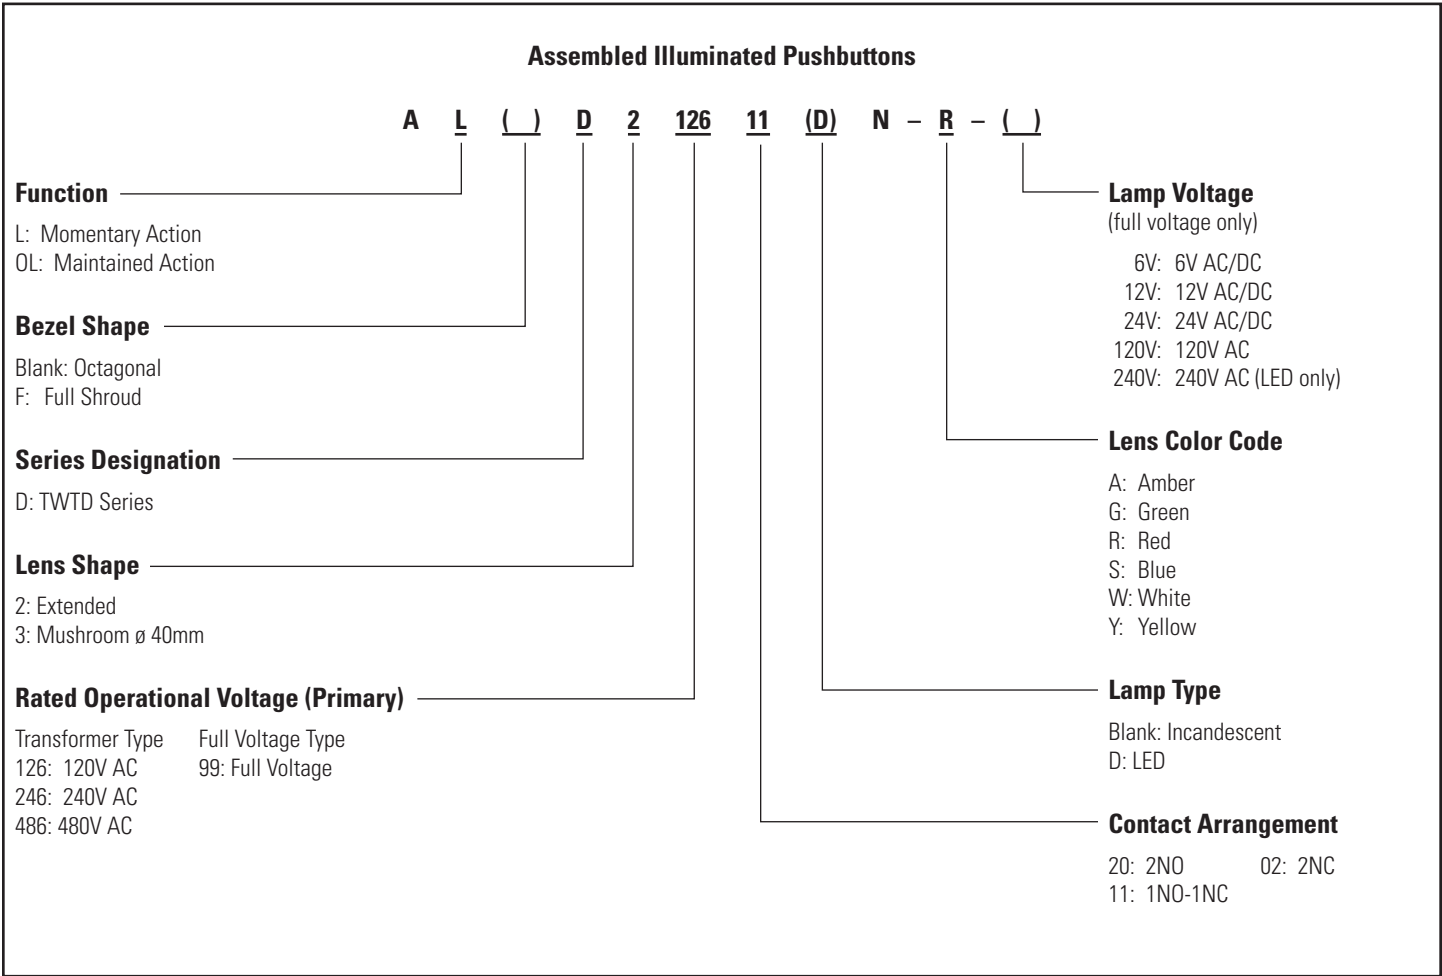 Assembled Illuminated Pushbuttons
A L ( ) D 2 126 11 (D) N – R – ( )
Function
L: Momentary Action
OL: Maintained Action
Bezel Shape
Blank: Octagonal
F: Full Shroud
Series Designation
D: TWTD Series
Lens Shape
2: Extended
3: Mushroom ø 40mm
Rated Operational Voltage (Primary)
Transformer Type Full Voltage Type
126: 120V AC 99: Full Voltage
246: 240V AC
486: 480V AC
Lamp Voltage
(full voltage only)
6V: 6V AC/DC
12V: 12V AC/DC
24V: 24V AC/DC
120V: 120V AC
240V: 240V AC (LED only)
Lens Color Code
A: Amber
G: Green
R: Red
S: Blue
W: White
Y: Yellow
Lamp Type
Blank: Incandescent
D: LED
Contact Arrangement
20: 2NO 02: 2NC
11: 1NO-1NC